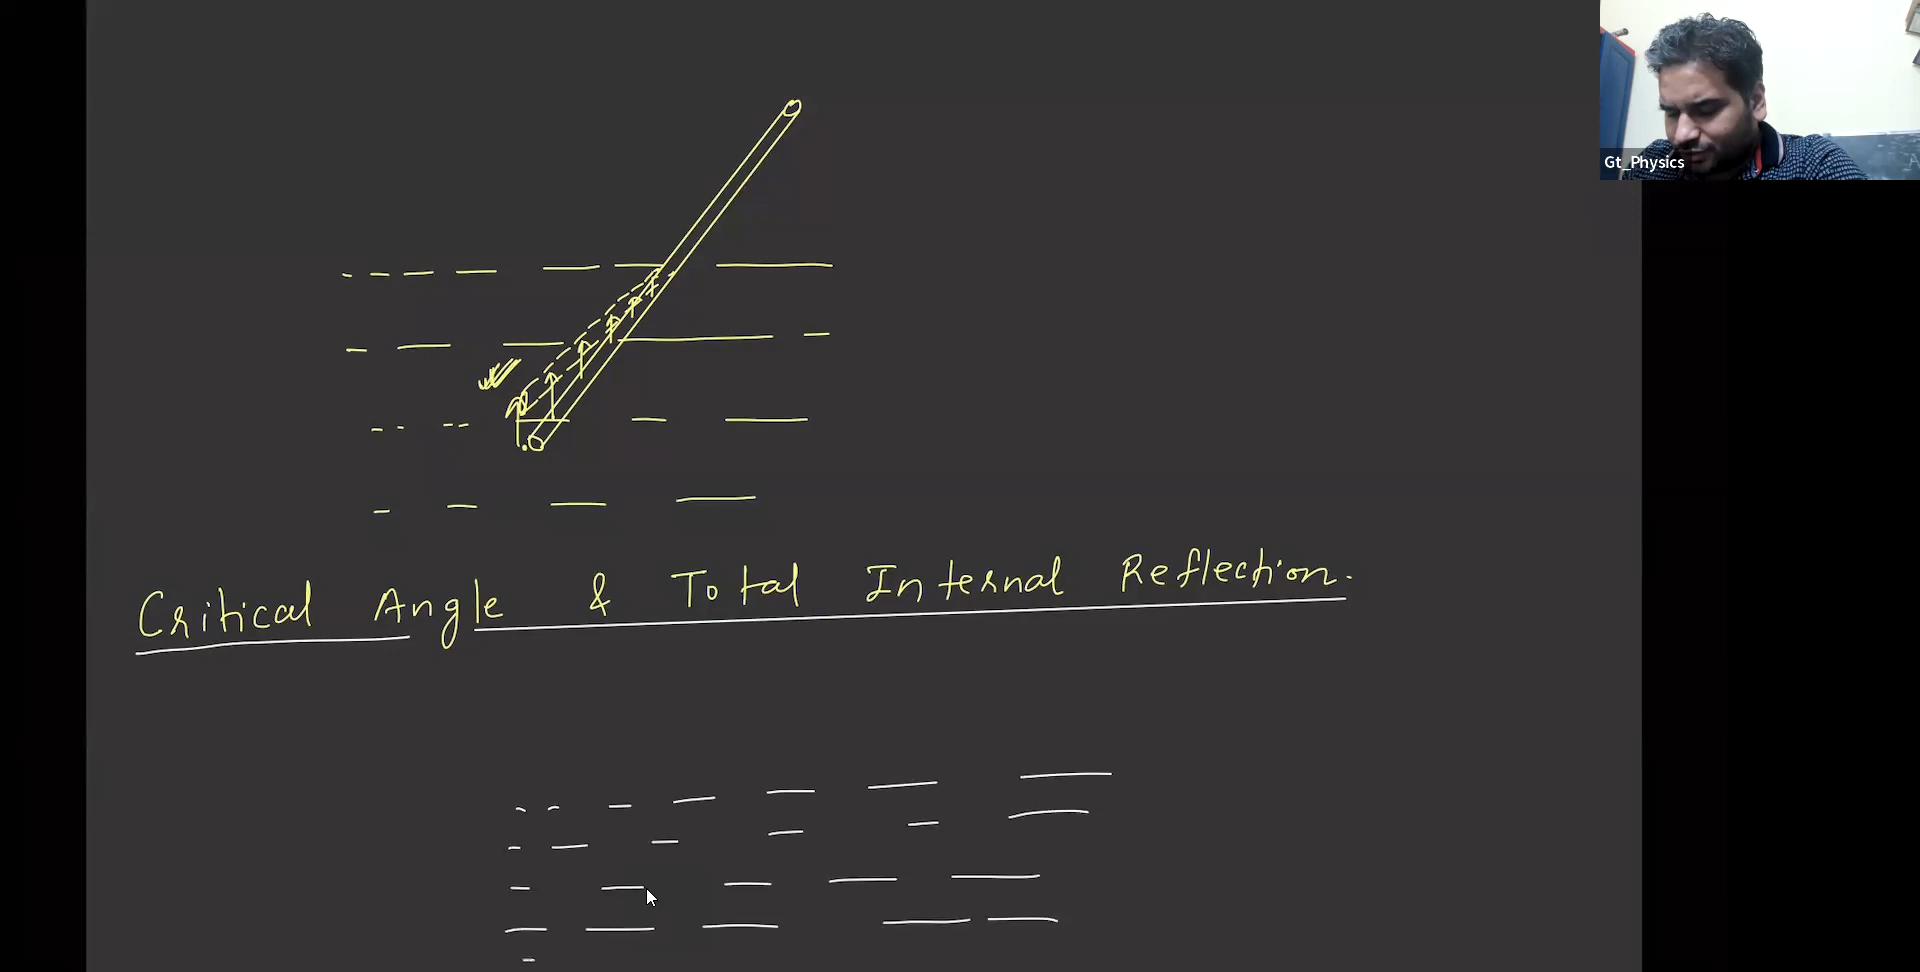 Gt_Physics
Critical Angle & Total Internal Reflection.